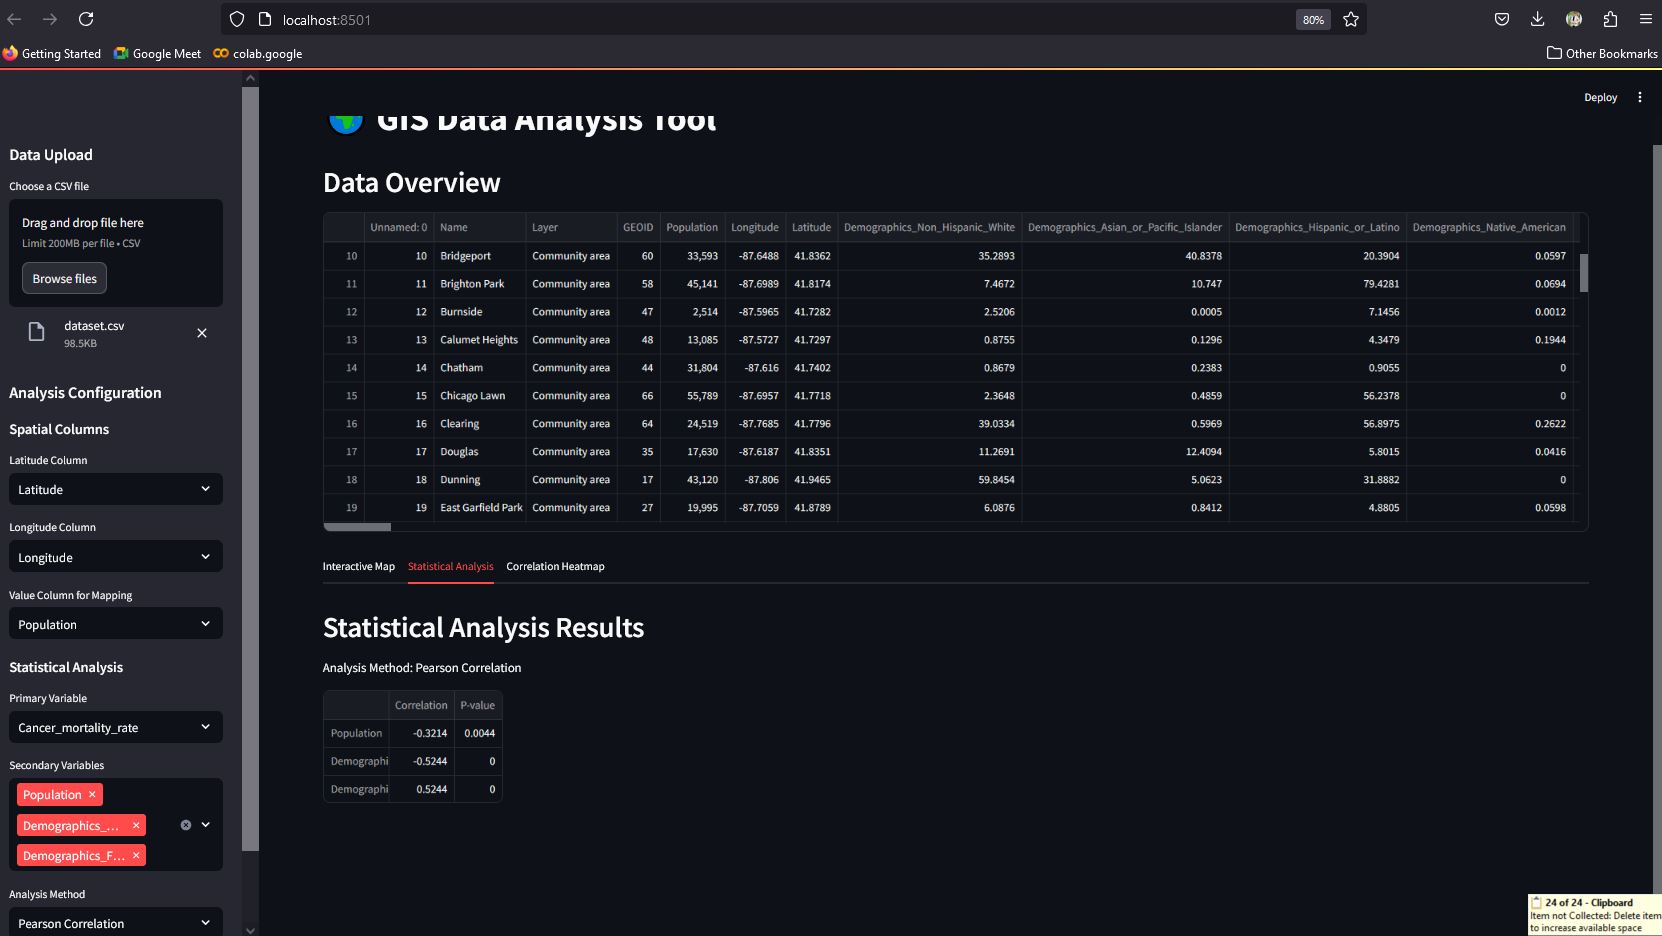 localhost:8501
80%
Getting Started
Google Meet
colab.google
Other Bookmarks
Deploy
Data Upload
Choose a CSV file
Drag and drop file here
Limit 200MB per file • CSV
Browse files
dataset.csv
98.5KB
Analysis Configuration
Spatial Columns
Latitude Column
Latitude
Longitude Column
Longitude
Value Column for Mapping
Population
Statistical Analysis
Primary Variable
Cancer_mortality_rate
Secondary Variables
Population
Demographics_...
Demographics_F...
Analysis Method
Pearson Correlation
GIS Data Analysis Tool
Data Overview
Unnamed: 0 Name Layer GEOID Population Longitude Latitude Demographics_Non_Hispanic_White Demographics_Asian_or_Pacific_Islander Demographics_Hispanic_or_Latino Demographics_Native_American
10 10 Bridgeport Community area 60 33,593 -87.6488 41.8362 35.2893 40.8378 20.3904 0.0597
11 11 Brighton Park Community area 58 45,141 -87.6989 41.8174 7.4672 10.747 79.4281 0.0694
12 12 Burnside Community area 47 2,514 -87.5965 41.7282 2.5206 0.0005 7.1456 0.0012
13 13 Calumet Heights Community area 48 13,085 -87.5727 41.7297 0.8755 0.1296 4.3479 0.1944
14 14 Chatham Community area 44 31,804 -87.616 41.7402 0.8679 0.2383 0.9055 0
15 15 Chicago Lawn Community area 66 55,789 -87.6957 41.7718 2.3648 0.4859 56.2378 0
16 16 Clearing Community area 64 24,519 -87.7685 41.7796 39.0334 0.5969 56.8975 0.2622
17 17 Douglas Community area 35 17,630 -87.6187 41.8351 11.2691 12.4094 5.8015 0.0416
18 18 Dunning Community area 17 43,120 -87.806 41.9465 59.8454 5.0623 31.8882 0
19 19 East Garfield Park Community area 27 19,995 -87.7059 41.8789 6.0876 0.8412 4.8805 0.0598
Interactive Map
Statistical Analysis
Correlation Heatmap
Statistical Analysis Results
Analysis Method: Pearson Correlation
Correlation P-value
Population -0.3214 0.0044
Demographi -0.5244 0
Demographi 0.5244 0
24 of 24 - Clipboard
Item not Collected: Delete item
to increase available space